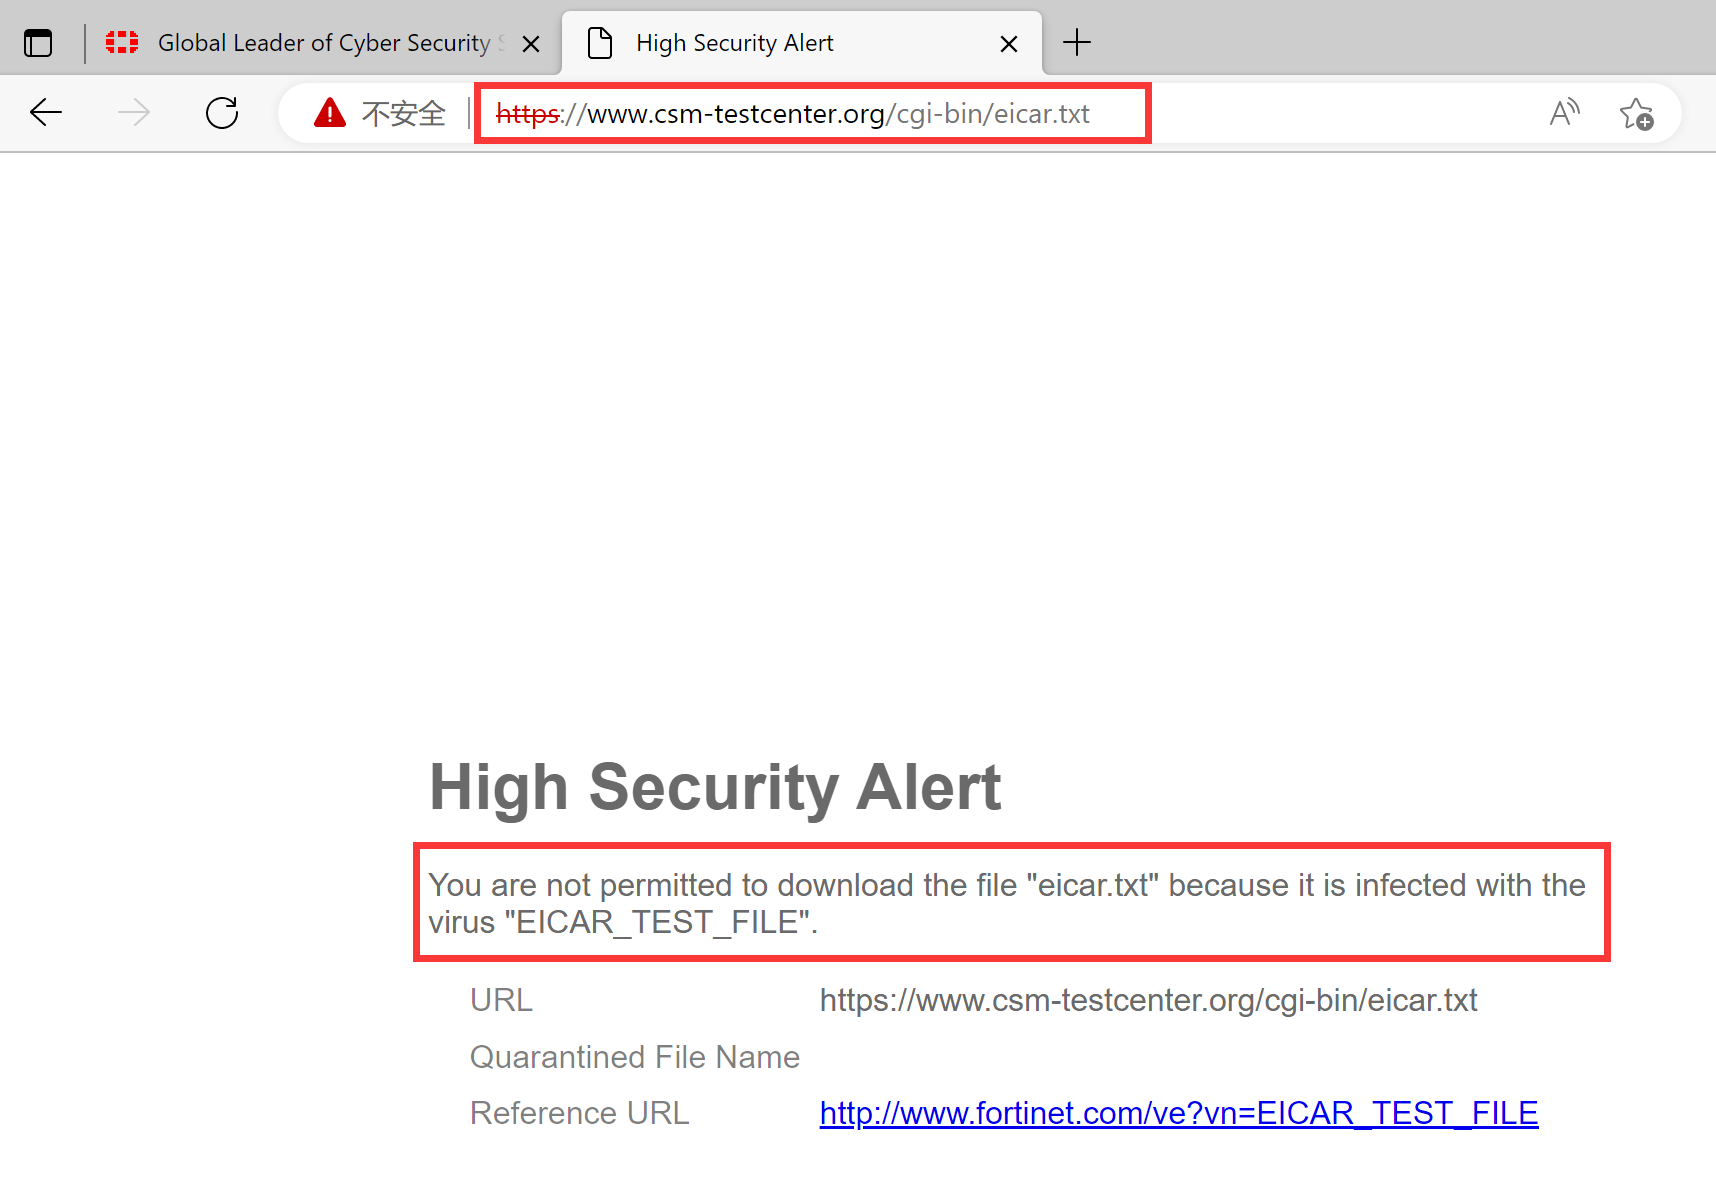 Global Leader of Cyber Security
High Security Alert
不安全
https://www.csm-testcenter.org/cgi-bin/eicar.txt
High Security Alert
You are not permitted to download the file "eicar.txt" because it is infected with the
virus "EICAR_TEST_FILE".
URL https://www.csm-testcenter.org/cgi-bin/eicar.txt
Quarantined File Name
Reference URL http://www.fortinet.com/ve?vn=EICAR_TEST_FILE